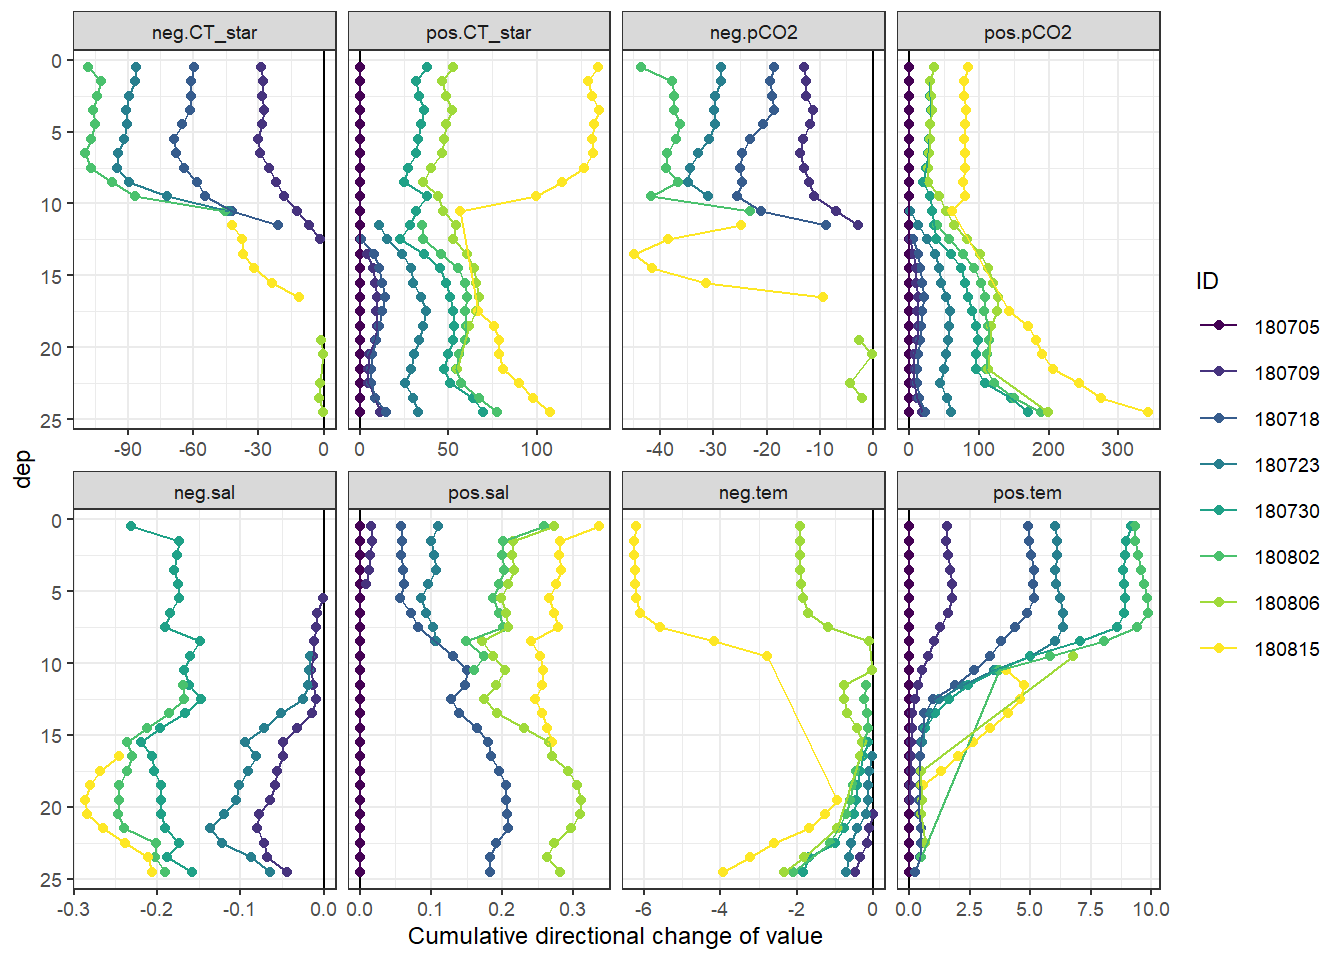 neg.CT_star pos.CT_star neg.pCO2 pos.pCO2
0
5
10
15
20
25
-90 -60 -30 0 0 50 100 -40 -30 -20 -10 0 0 100 200 300
neg.sal pos.sal neg.tem pos.tem
0
5
10
15
20
25
-0.3 -0.2 -0.1 0.0 0.0 0.1 0.2 0.3 -6 -4 -2 0 0.0 2.5 5.0 7.5 10.0
dep
Cumulative directional change of value
ID
180705
180709
180718
180723
180730
180802
180806
180815